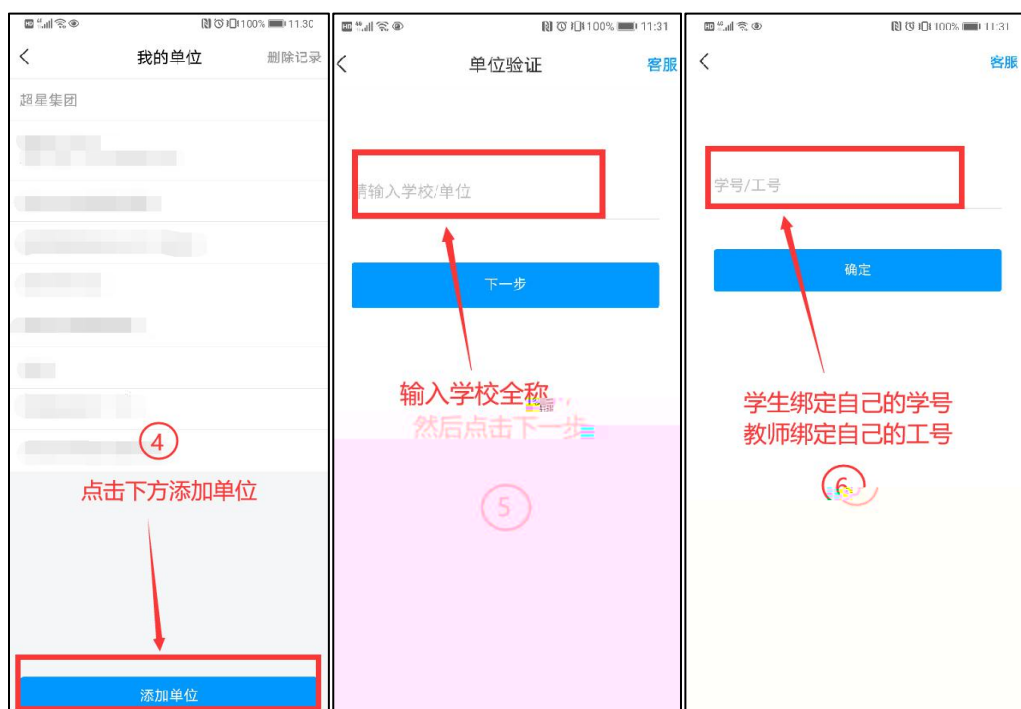 100% 11:30
我的单位
删除记录
超星集团
④
点击下方添加单位
添加单位
100% 11:31
单位验证
客服
请输入学校/单位
下一步
输入学校全称
然后点击下一步
⑤
100% 11:31
客服
学号/工号
确定
学生绑定自己的学号
教师绑定自己的工号
⑥